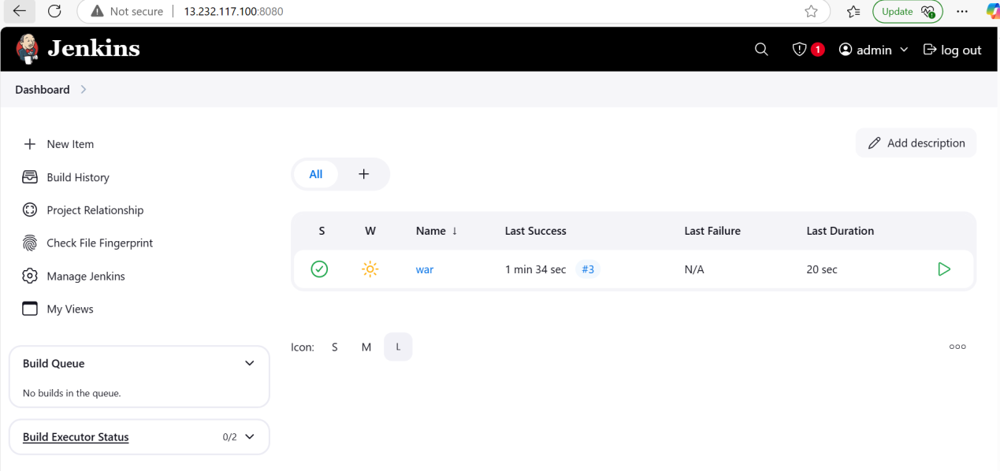 Not secure 13.232.117.100:8080 Update
Jenkins 1 admin log out
Dashboard
New Item
Build History
Project Relationship
Check File Fingerprint
Manage Jenkins
My Views
Build Queue
No builds in the queue.
Build Executor Status 0/2
Add description
All +
S W Name ↓ Last Success Last Failure Last Duration
war 1 min 34 sec #3 N/A 20 sec
Icon: S M L